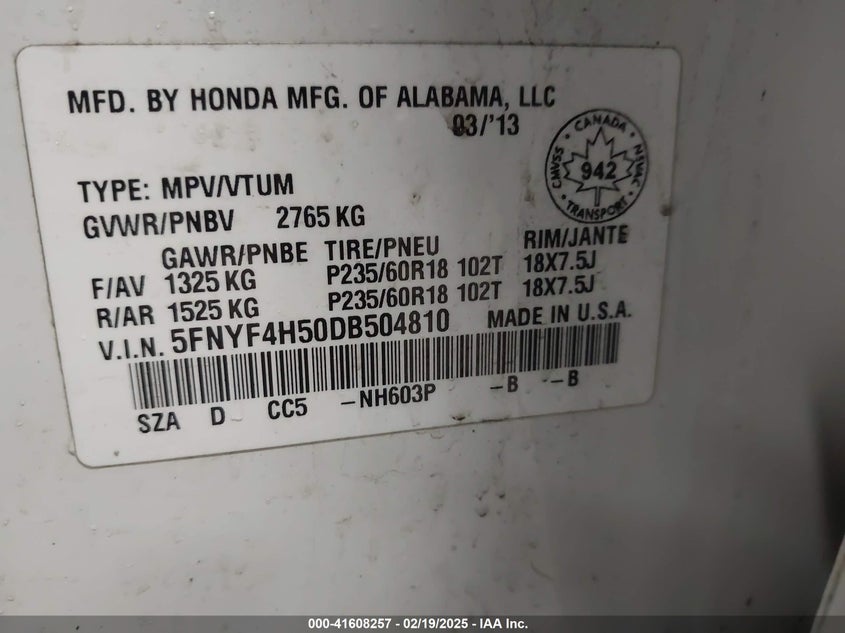 MFD. BY HONDA MFG. OF ALABAMA, LLC
03/'13
CANADA
CMVSS 942 NSVAC
TRANSPORT
TYPE: MPV/VTUM
GVWR/PNBV 2765 KG
GAWR/PNBE TIRE/PNEU RIM/JANTE
F/AV 1325 KG P235/60R18 102T 18X7.5J
R/AR 1525 KG P235/60R18 102T 18X7.5J
V.I.N. 5FNYF4H50DB504810 MADE IN U.S.A.
SZA D CC5 -NH603P -B -B
000-41608257 - 02/19/2025 - IAA Inc.